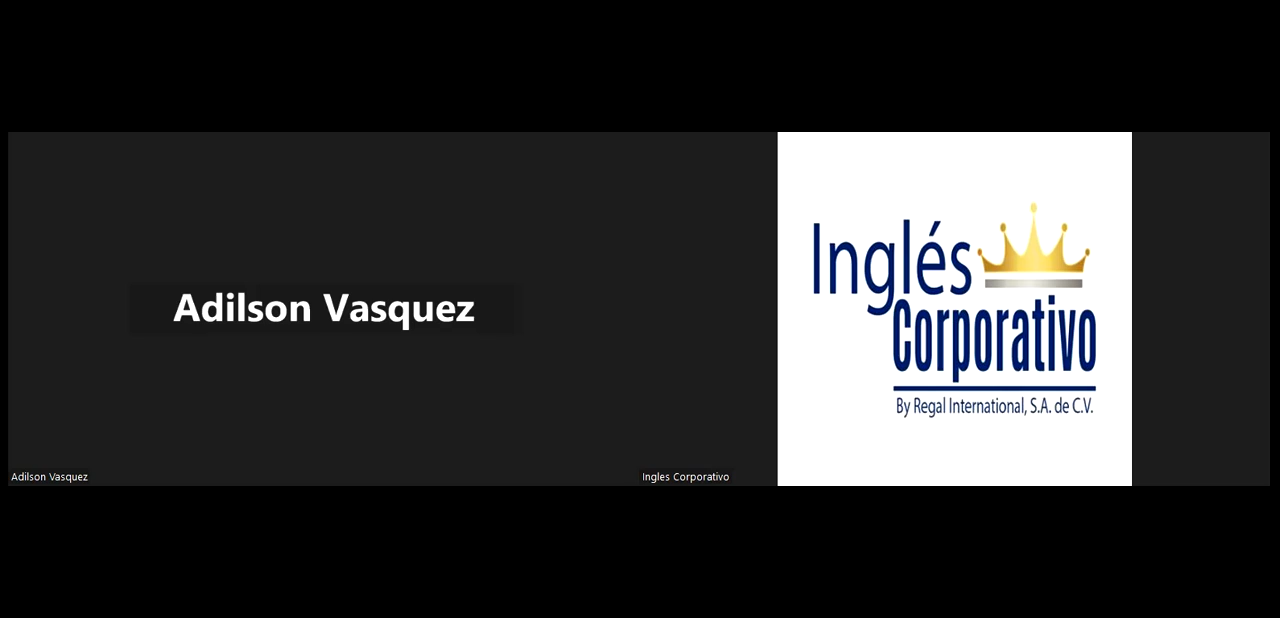 Adilson Vasquez
Adilson Vasquez
Inglés
Corporativo
By Regal International, S.A. de C.V.
Ingles Corporativo